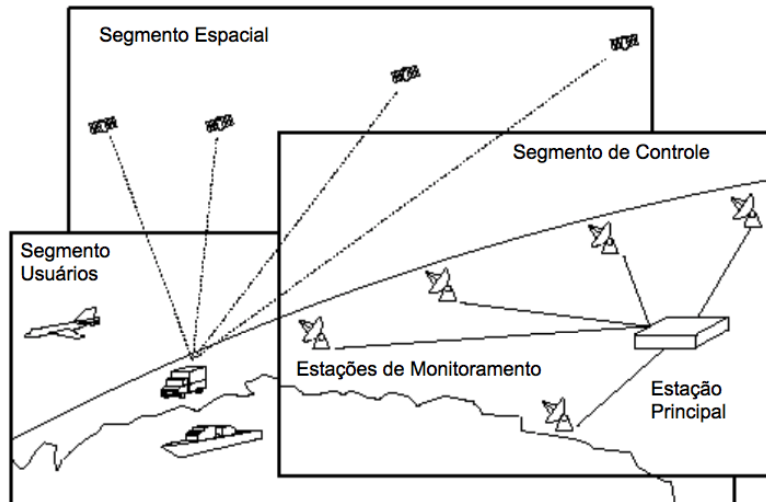 Segmento Espacial
Segmento de Controle
Segmento
Usuários
Estações de Monitoramento
Estação
Principal